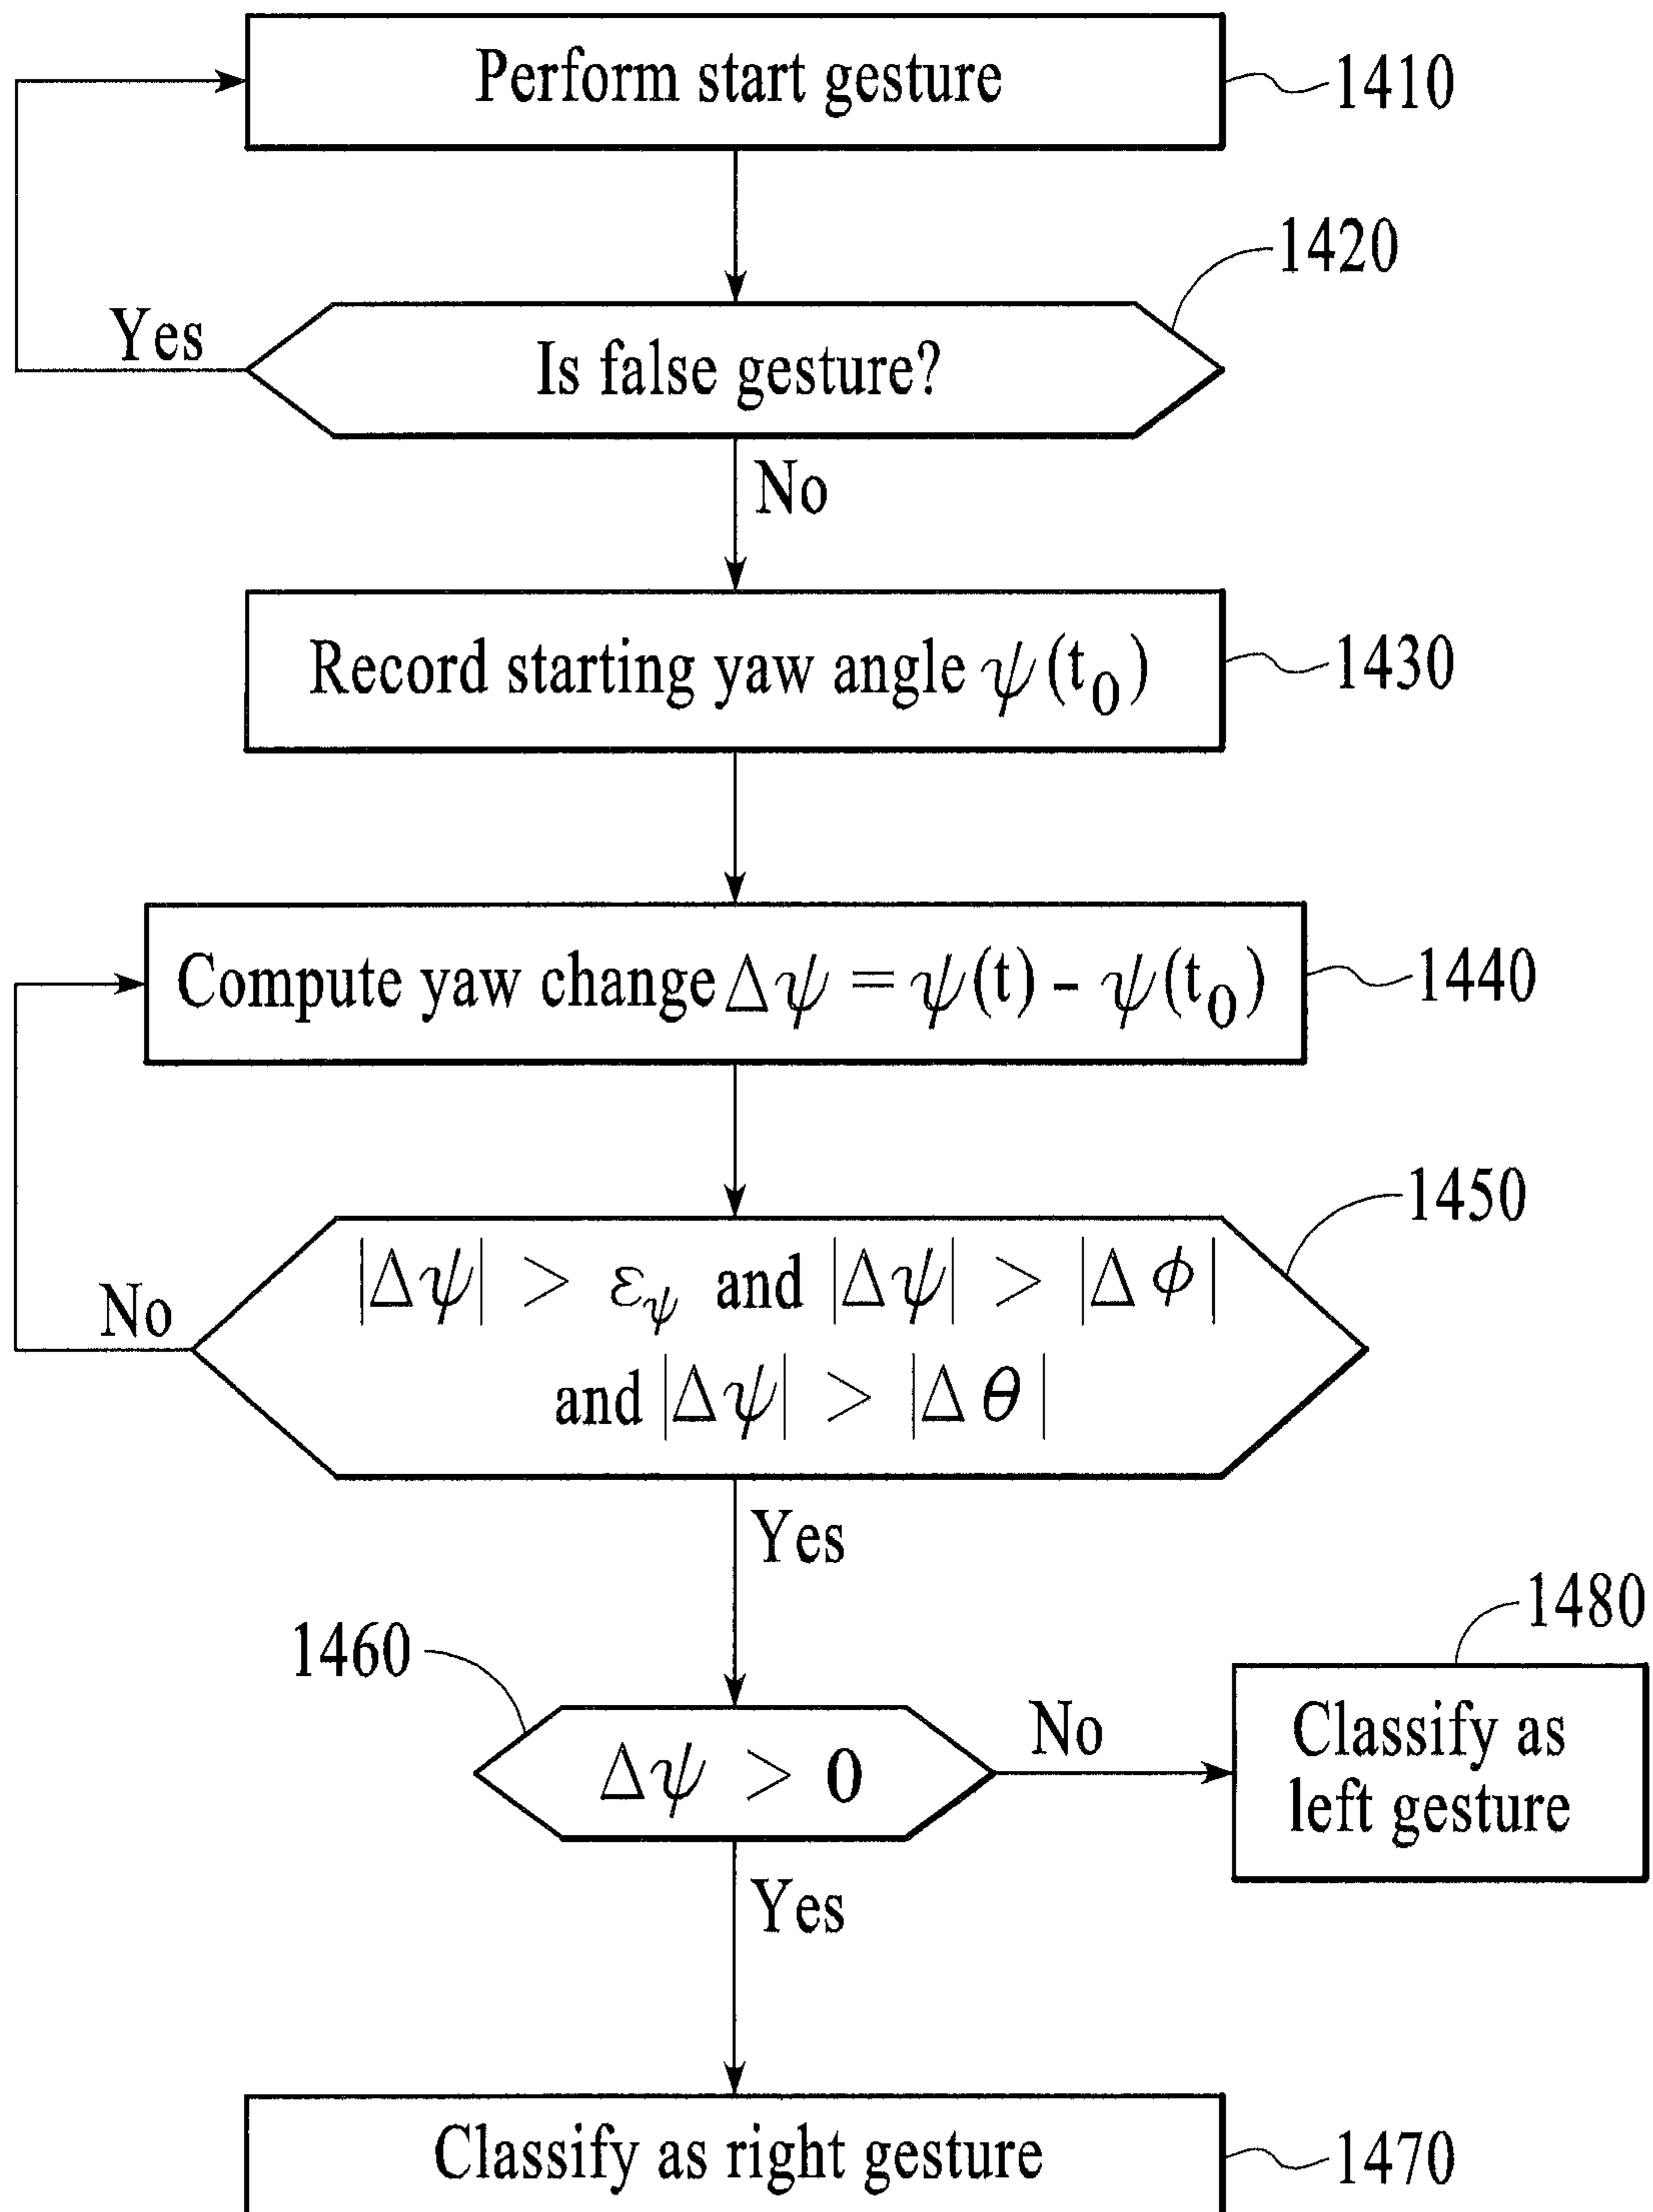 Perform start gesture
1410
1420
Yes
Is false gesture?
No
Record starting yaw angle ψ(t₀)
1430
Compute yaw change Δψ = ψ(t) - ψ(t₀)
1440
1450
|Δψ| > ε_ψ and |Δψ| > |Δϕ|
No
and |Δψ| > |Δθ|
Yes
1480
1460
Δψ > 0
No
Classify as
left gesture
Yes
Classify as right gesture
1470